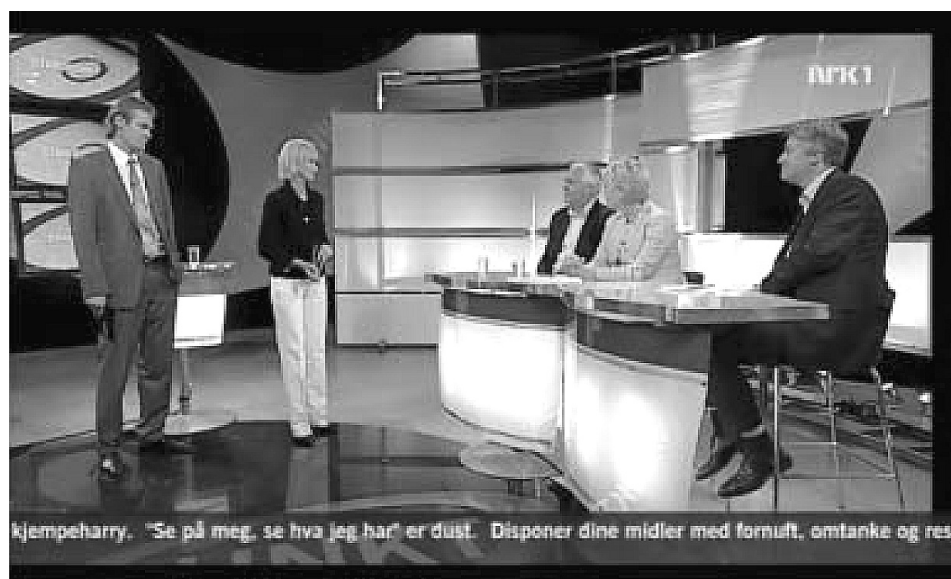 nrk1
kjempeharry. "Se på meg, se hva jeg har" er dust. Disponer dine midler med fornuft, omtanke og res